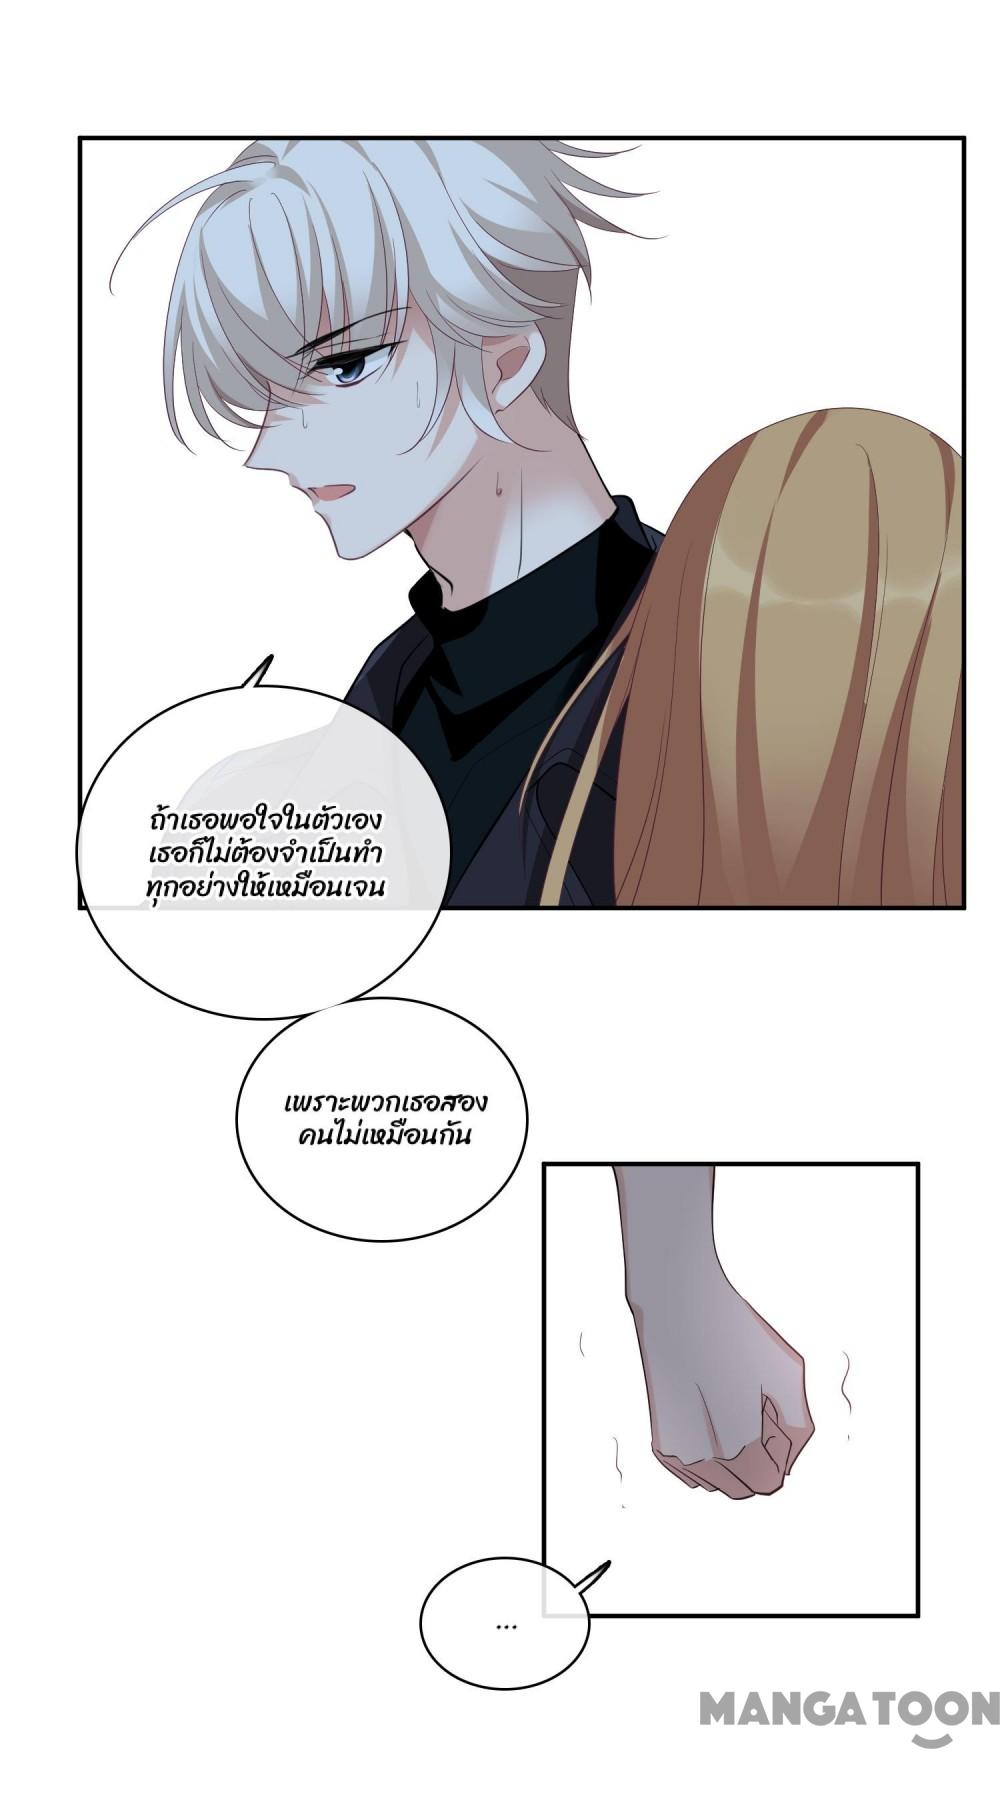 ถ้าเธอพอใจในตัวเอง
เธอก็ไม่ต้องจำเป็นทำ
ทุกอย่างให้เหมือนเจน
เพราะพวกเธอสอง
คนไม่เหมือนกัน
...
MANGATOON